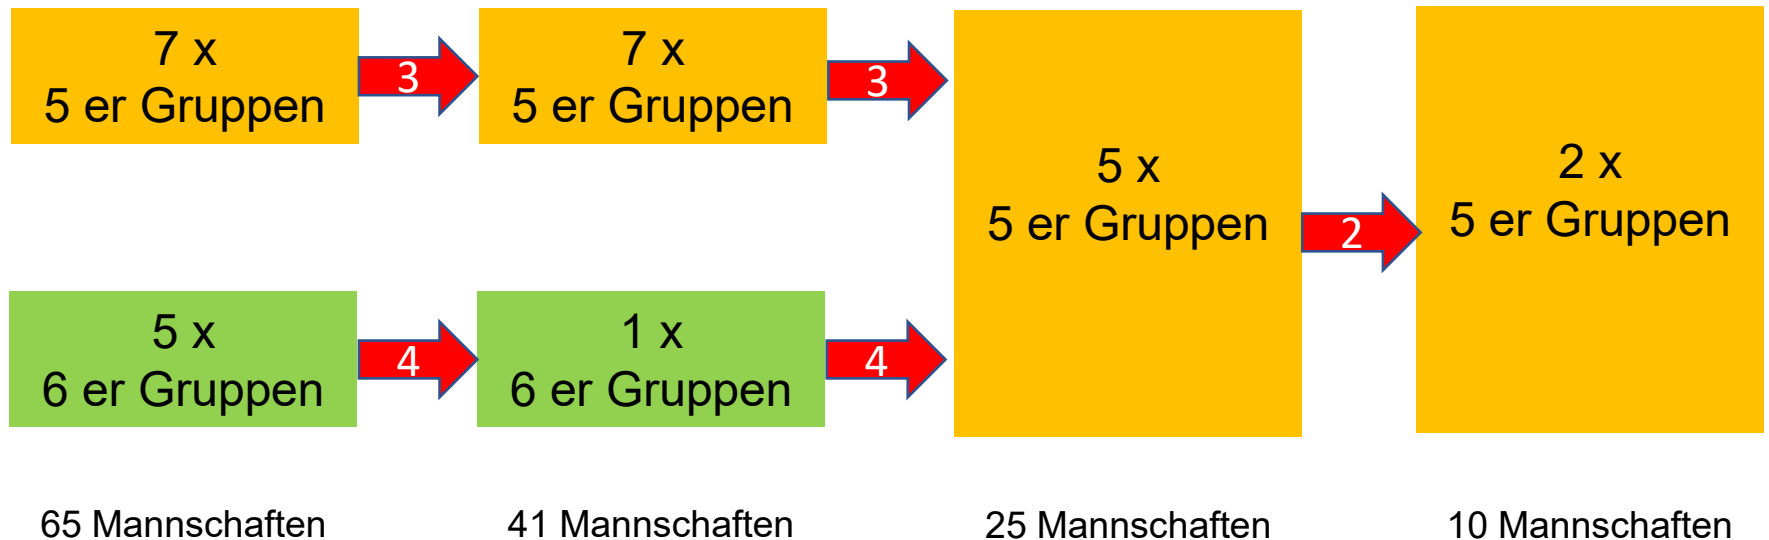 7 x
5 er Gruppen
3
7 x
5 er Gruppen
3
5 x
5 er Gruppen
2
2 x
5 er Gruppen
5 x
6 er Gruppen
4
1 x
6 er Gruppen
4
65 Mannschaften
41 Mannschaften
25 Mannschaften
10 Mannschaften